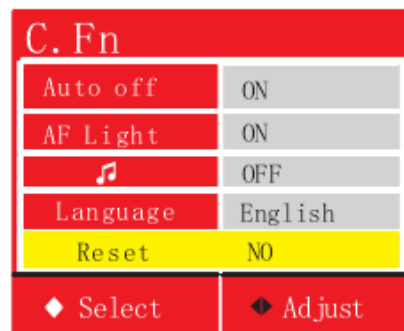 C.Fn
Auto off ON
AF Light ON
♫ OFF
Language English
Reset NO
◆ Select ◆ Adjust